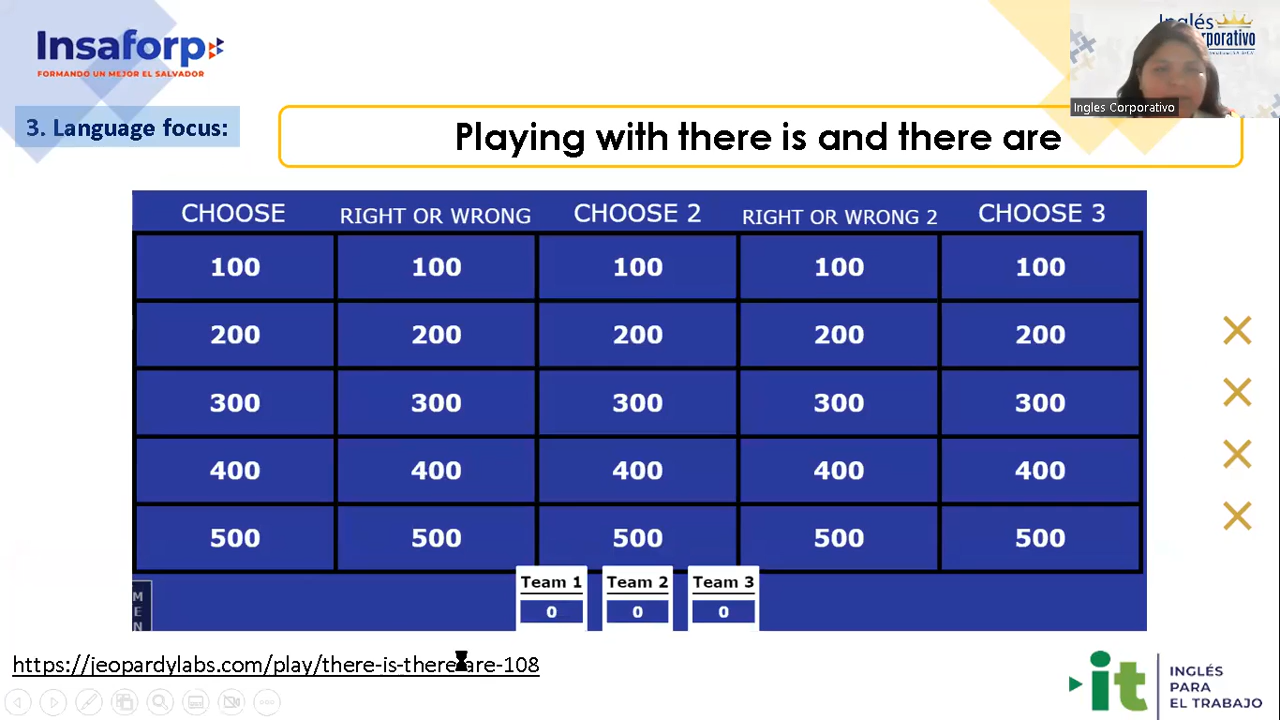 Insaforp
FORMANDO UN MEJOR EL SALVADOR
Inglés
Corporativo
Ingles Corporativo
3. Language focus:
Playing with there is and there are
CHOOSE RIGHT OR WRONG CHOOSE 2 RIGHT OR WRONG 2 CHOOSE 3
100 100 100 100 100
200 200 200 200 200
300 300 300 300 300
400 400 400 400 400
500 500 500 500 500
Team 1 Team 2 Team 3
0 0 0
M
E
N
https://jeopardylabs.com/play/there-is-there-are-108
it
INGLÉS
PARA
EL TRABAJO